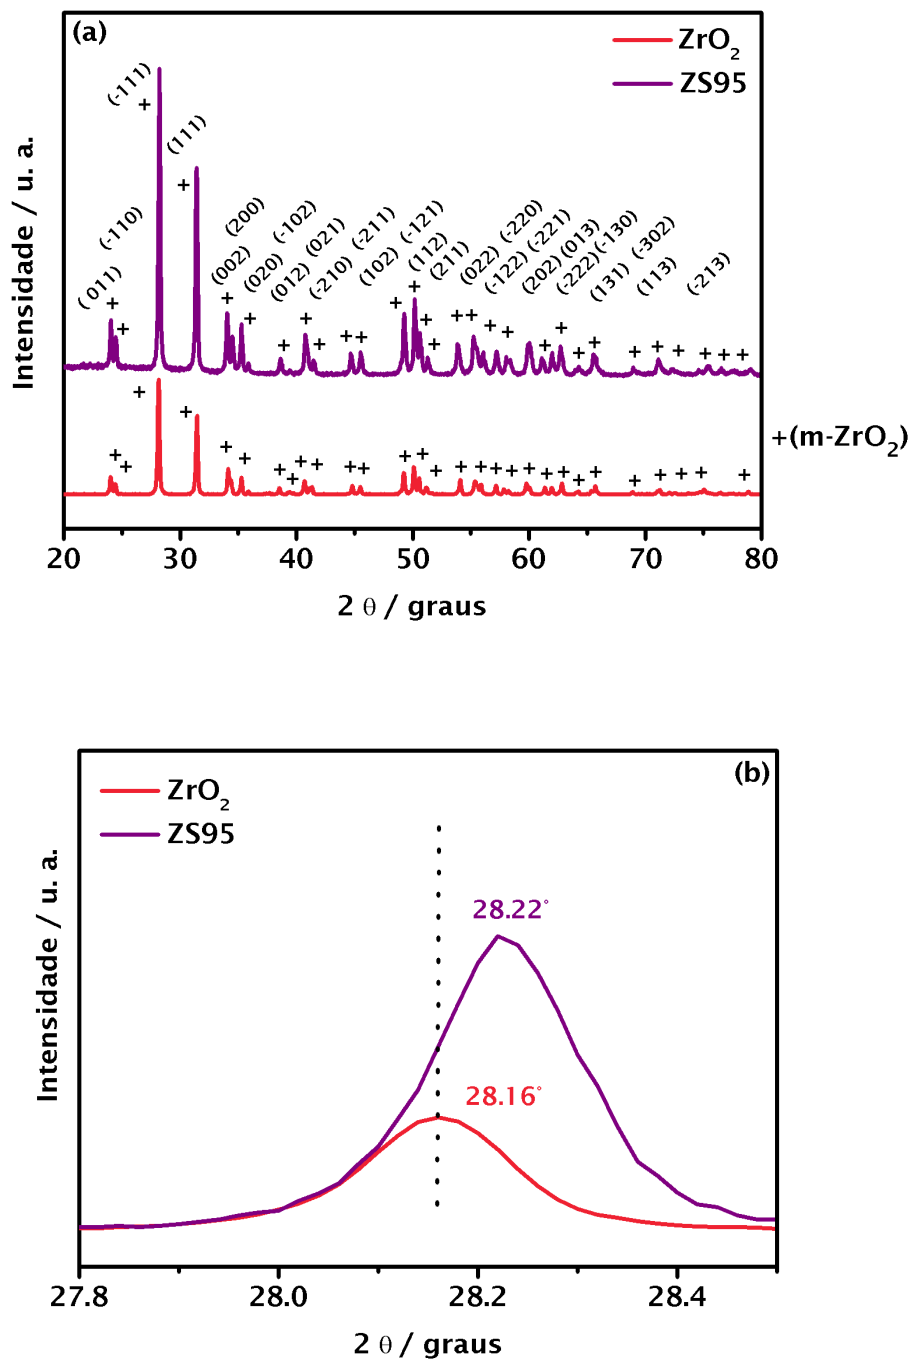 (a)
ZrO2
ZS95
Intensidade / u. a.
(011)
(-110)
(-111)
(111)
(002)
(200)
(020)
(-102)
(012)
(021)
(-210)
(-211)
(102)
(-121)
(112)
(211)
(022)
(-220)
(-122)
(-221)
(202)
(013)
(-222)
(-130)
(131)
(-302)
(113)
(-213)
+(m-ZrO2)
20 30 40 50 60 70 80
2 θ / graus
(b)
ZrO2
ZS95
28.22°
28.16°
Intensidade / u. a.
27.8 28.0 28.2 28.4
2 θ / graus